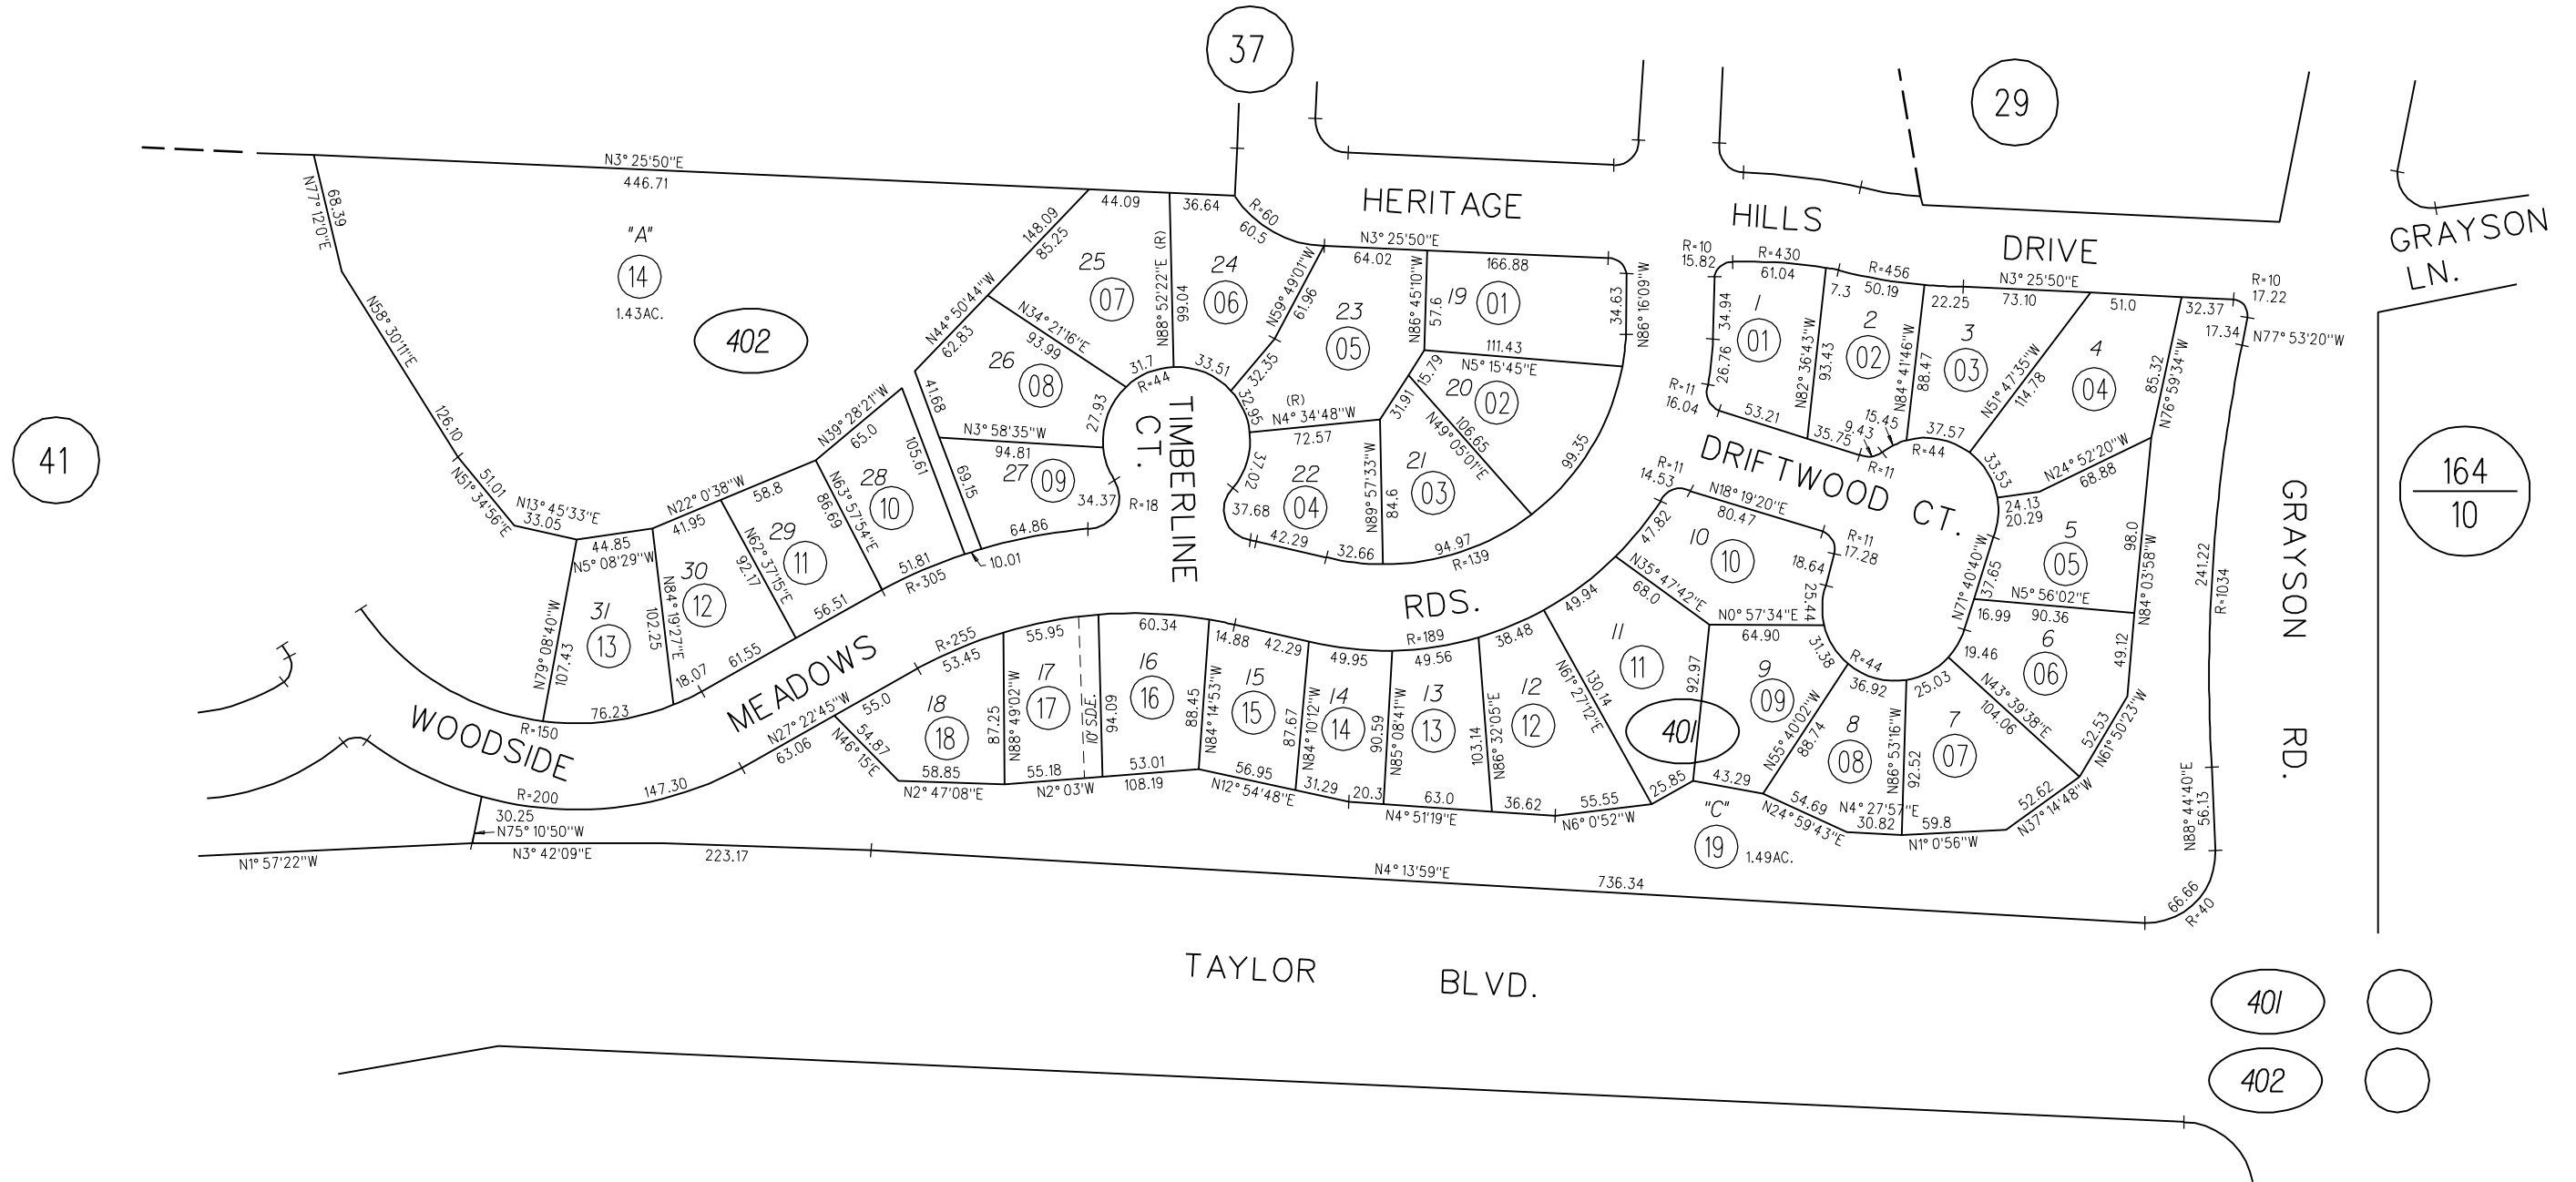 37
29
41
164
10
HERITAGE
HILLS
DRIVE
GRAYSON
LN.
GRAYSON
RD.
TIMBERLINE
CT.
DRIFTWOOD CT.
WOODSIDE
MEADOWS
RDS.
TAYLOR
BLVD.
401
402
N3° 25'50"E
446.71
N77° 12'0"E
68.39
"A"
14
1.43AC.
402
N58° 30'11"E
126.10
51.01
N51° 34'56"E
N13° 45'33"E
33.05
44.85
N5° 08'29"W
N22° 0'38"W
41.95
58.8
N39° 28'21"W
65.0
148.09
85.25
N44° 50'44"W
62.83
41.68
105.61
69.15
44.09
36.64
R=60
60.5
25
07
N88° 52'22"E (R)
99.04
24
06
N59° 49'01"W
61.96
32.35
N34° 21'16"E
93.99
26
08
N3° 58'35"W
94.81
27
09
34.37
R=18
64.86
27.93
31.7
R=44
33.51
32.95
37.02
37.68
23
05
(R)
N4° 34'48"W
72.57
22
04
42.29
32.66
N89° 57'33"W
84.6
N3° 25'50"E
64.02
166.88
N86° 45'10"W
57.6
19
01
34.63
N86° 16'09"W
111.43
N5° 15'45"E
15.79
31.91
20
02
N49° 05'01"E
106.65
99.35
21
03
94.97
R=139
28
10
N63° 57'54"E
86.69
51.81
R=305
10.01
29
11
N62° 37'15"E
92.17
56.51
30
12
N84° 19'27"E
102.25
61.55
18.07
31
13
N79° 08'40"W
107.43
76.23
R=150
R=200
30.25
N75° 10'50"W
147.30
N27° 22'45"W
63.06
55.0
53.45
R=255
55.95
60.34
54.87
N46° 15'E
18
18
58.85
N2° 47'08"E
87.25
N88° 49'02"W
17
17
10' S.D.E.
55.18
N2° 03'W
94.09
16
16
53.01
108.19
88.45
N84° 14'53"W
14.88
42.29
15
15
56.95
N12° 54'48"E
87.67
N84° 10'12"W
49.95
14
14
31.29
20.3
90.59
N85° 08'41"W
R=189
49.56
13
13
63.0
N4° 51'19"E
103.14
N86° 32'05"E
38.48
12
12
36.62
55.55
N6° 0'52"W
49.94
N61° 27'12"E
130.14
11
11
25.85
92.97
401
N35° 47'42"E
68.0
47.82
R=11
14.53
N18° 19'20"E
80.47
10
10
R=11
17.28
18.64
25.44
N0° 57'34"E
64.90
31.38
9
09
43.29
N55° 40'02"W
88.74
R=44
36.92
8
08
54.69
N24° 59'43"E
N4° 27'57"E
30.82
N86° 53'16"W
92.52
25.03
7
07
59.8
N1° 0'56"W
N43° 39'38"E
104.06
52.62
N37° 14'48"W
52.53
N61° 50'23"W
19.46
6
06
49.12
16.99
N5° 56'02"E
90.36
N71° 40'40"W
37.65
5
05
98.0
N84° 03'58"W
24.13
20.29
N24° 52'20"W
68.88
33.53
4
04
85.32
N76° 59'34"W
N51° 47'35"W
114.78
3
03
37.57
R=44
N84° 41'46"W
88.47
15.45
9.43
R=11
2
02
35.75
N82° 36'43"W
93.43
1
01
53.21
R=11
16.04
26.76
34.94
R=10
15.82
R=430
61.04
7.3
R=456
50.19
22.25
N3° 25'50"E
73.10
51.0
32.37
R=10
17.22
17.34
N77° 53'20"W
241.22
R=1034
N88° 44'40"E
56.13
66.66
R=40
"C"
19
1.49AC.
N1° 57'22"W
N3° 42'09"E
223.17
N4° 13'59"E
736.34